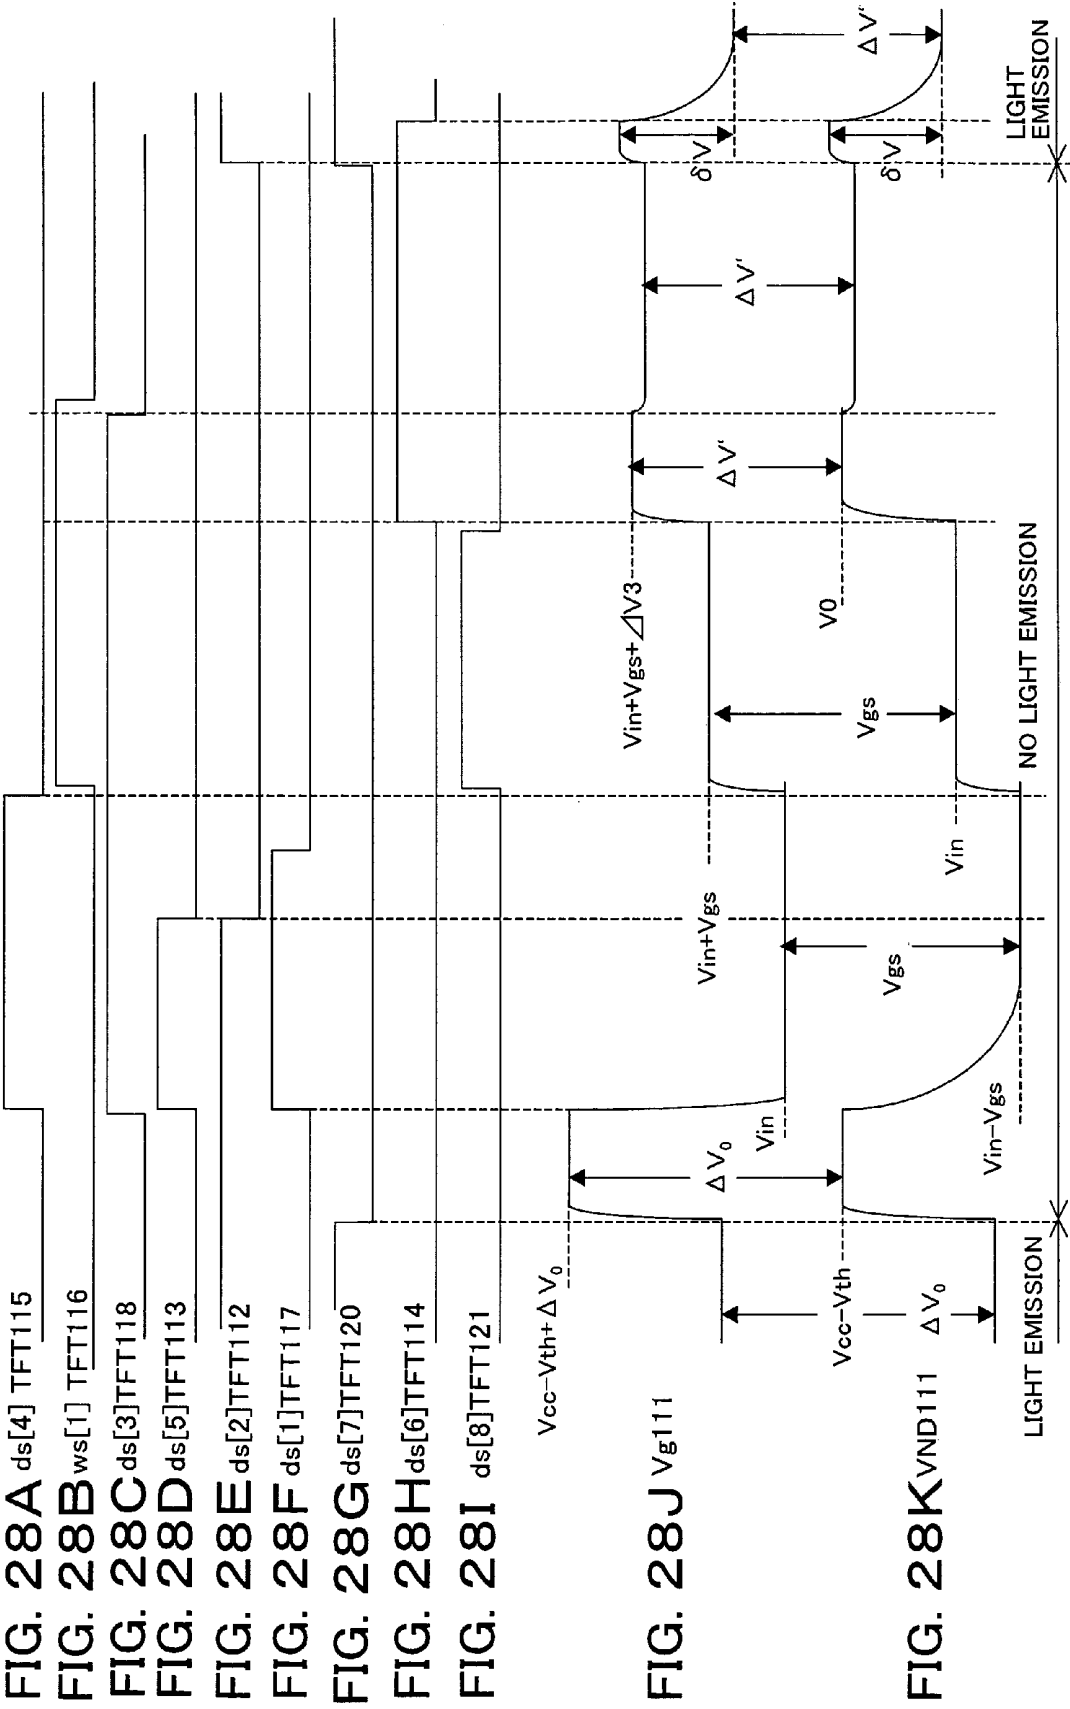 FIG. 28A ds[4] TFT115
FIG. 28B ws[1] TFT116
FIG. 28C ds[3]TFT118
FIG. 28D ds[5]TFT113
FIG. 28E ds[2]TFT112
FIG. 28F ds[1]TFT117
FIG. 28G ds[7]TFT120
FIG. 28H ds[6]TFT114
FIG. 28I ds[8]TFT121
FIG. 28J Vg111
Vcc-Vth+ΔV0
ΔV0
Vin
Vin+Vgs
Vin+Vgs+ΔV3
ΔV'
ΔV'
δV
ΔV'
FIG. 28K VND111
Vcc-Vth
ΔV0
Vin-Vgs
Vgs
Vin
Vgs
V0
δV
LIGHT EMISSION
NO LIGHT EMISSION
LIGHT
EMISSION